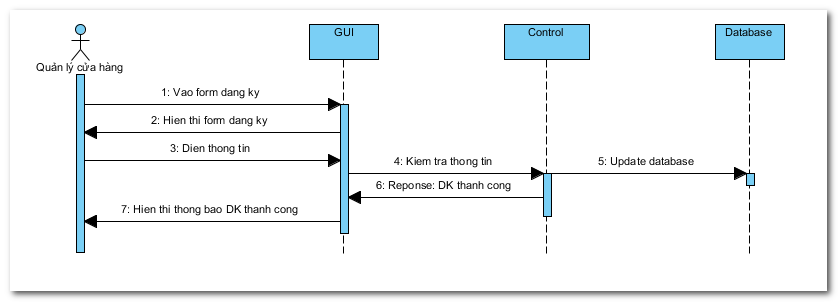 GUI
Control
Database
Quản lý cửa hàng
1: Vao form dang ky
2: Hien thi form dang ky
3: Dien thong tin
4: Kiem tra thong tin
5: Update database
6: Reponse: DK thanh cong
7: Hien thi thong bao DK thanh cong